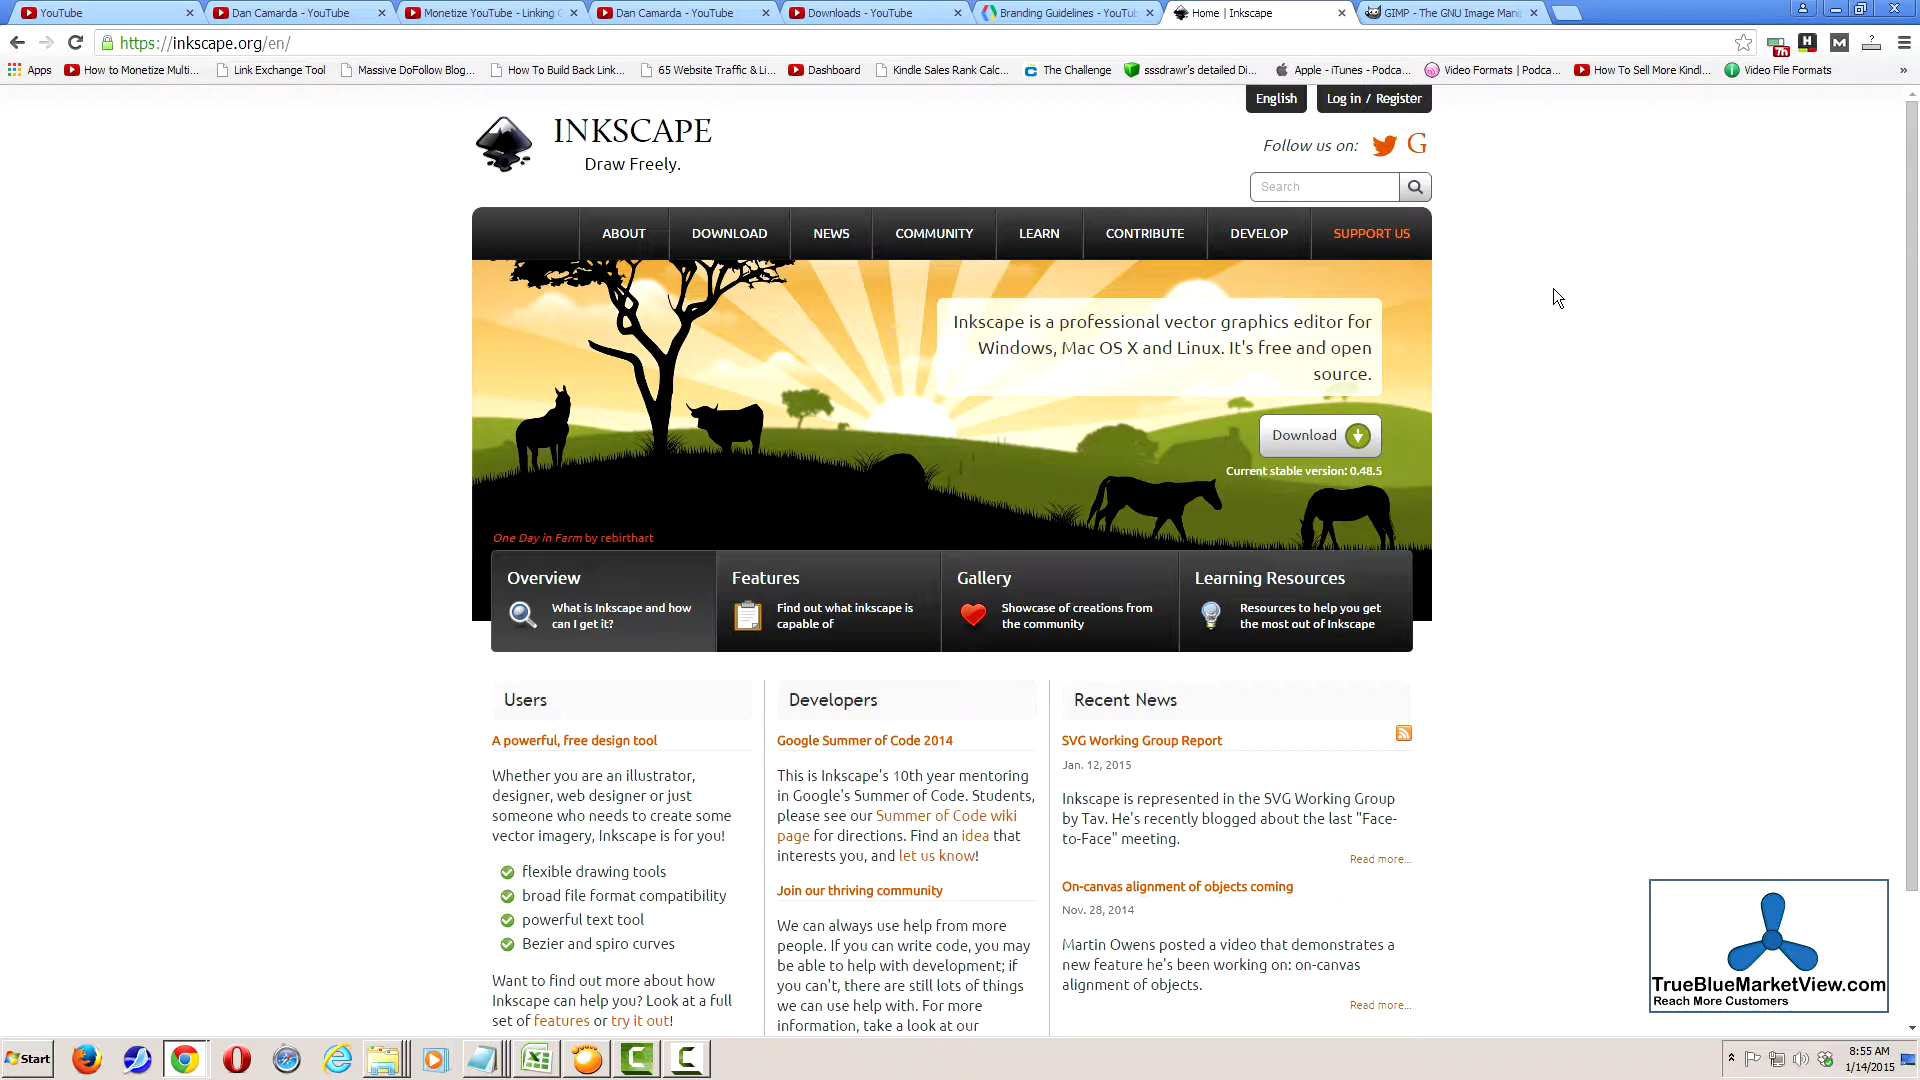 YouTube
Dan Camarda - YouTube
Monetize YouTube - Linking
Dan Camarda - YouTube
Downloads - YouTube
Branding Guidelines - YouTub
Home | Inkscape
GIMP - The GNU Image Mani
https://inkscape.org/en/
Apps
How to Monetize Multi...
Link Exchange Tool
Massive DoFollow Blog...
How To Build Back Link...
65 Website Traffic & Li...
Dashboard
Kindle Sales Rank Calc...
The Challenge
sssdrawr's detailed Di...
Apple - iTunes - Podca...
Video Formats | Podca...
How To Sell More Kindl...
Video File Formats
English
Log in / Register
INKSCAPE
Draw Freely.
Follow us on:
Search
ABOUT
DOWNLOAD
NEWS
COMMUNITY
LEARN
CONTRIBUTE
DEVELOP
SUPPORT US
Inkscape is a professional vector graphics editor for
Windows, Mac OS X and Linux. It's free and open
source.
Download
Current stable version: 0.48.5
One Day in Farm by rebirthart
Overview
What is Inkscape and how
can I get it?
Features
Find out what inkscape is
capable of
Gallery
Showcase of creations from
the community
Learning Resources
Resources to help you get
the most out of Inkscape
Users
A powerful, free design tool
Whether you are an illustrator,
designer, web designer or just
someone who needs to create some
vector imagery, Inkscape is for you!
flexible drawing tools
broad file format compatibility
powerful text tool
Bezier and spiro curves
Want to find out more about how
Inkscape can help you? Look at a full
set of features or try it out!
Developers
Google Summer of Code 2014
This is Inkscape's 10th year mentoring
in Google's Summer of Code. Students,
please see our Summer of Code wiki
page for directions. Find an idea that
interests you, and let us know!
Join our thriving community
We can always use help from more
people. If you can write code, you may
be able to help with development; if
you can't, there are still lots of things
we can use help with. For more
information, take a look at our
Recent News
SVG Working Group Report
Jan. 12, 2015
Inkscape is represented in the SVG Working Group
by Tav. He's recently blogged about the last "Face-
to-Face" meeting.
Read more...
On-canvas alignment of objects coming
Nov. 28, 2014
Martin Owens posted a video that demonstrates a
new feature he's been working on: on-canvas
alignment of objects.
Read more...
TrueBlueMarketView.com
Reach More Customers
Start
8:55 AM
1/14/2015